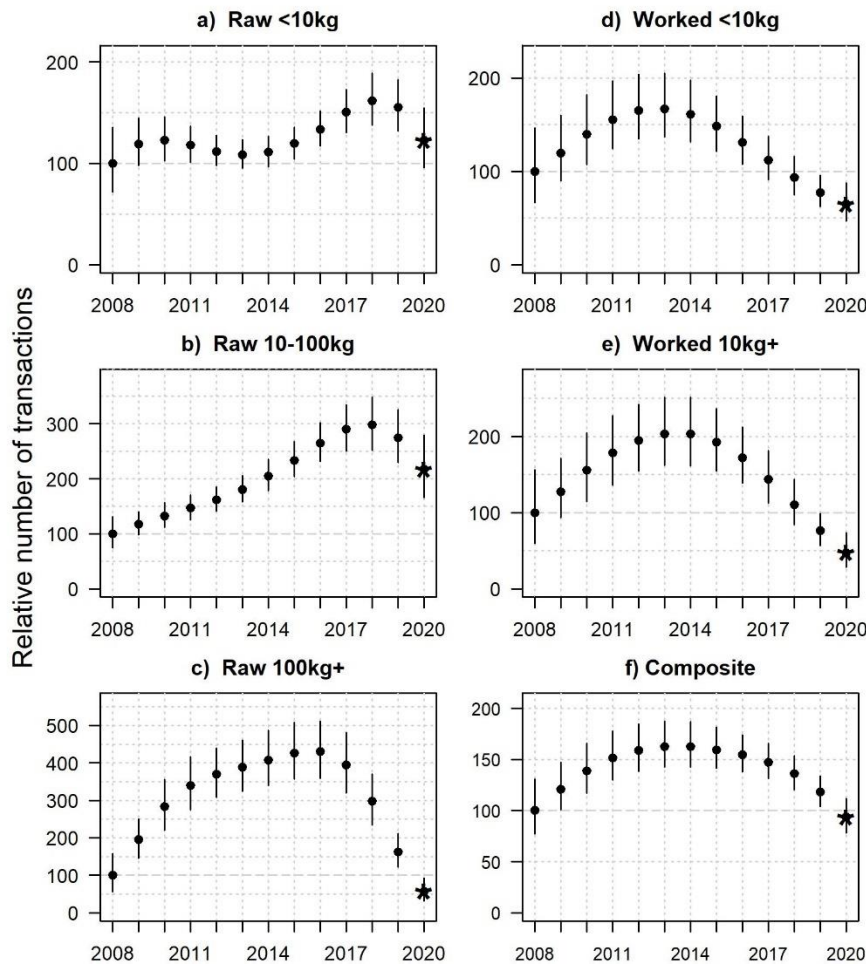 Relative number of transactions
a) Raw <10kg
200
100
0
2008 2011 2014 2017 2020
b) Raw 10-100kg
300
200
100
0
2008 2011 2014 2017 2020
c) Raw 100kg+
500
400
300
200
100
0
2008 2011 2014 2017 2020
d) Worked <10kg
200
100
0
2008 2011 2014 2017 2020
e) Worked 10kg+
200
100
0
2008 2011 2014 2017 2020
f) Composite
200
150
100
50
0
2008 2011 2014 2017 2020